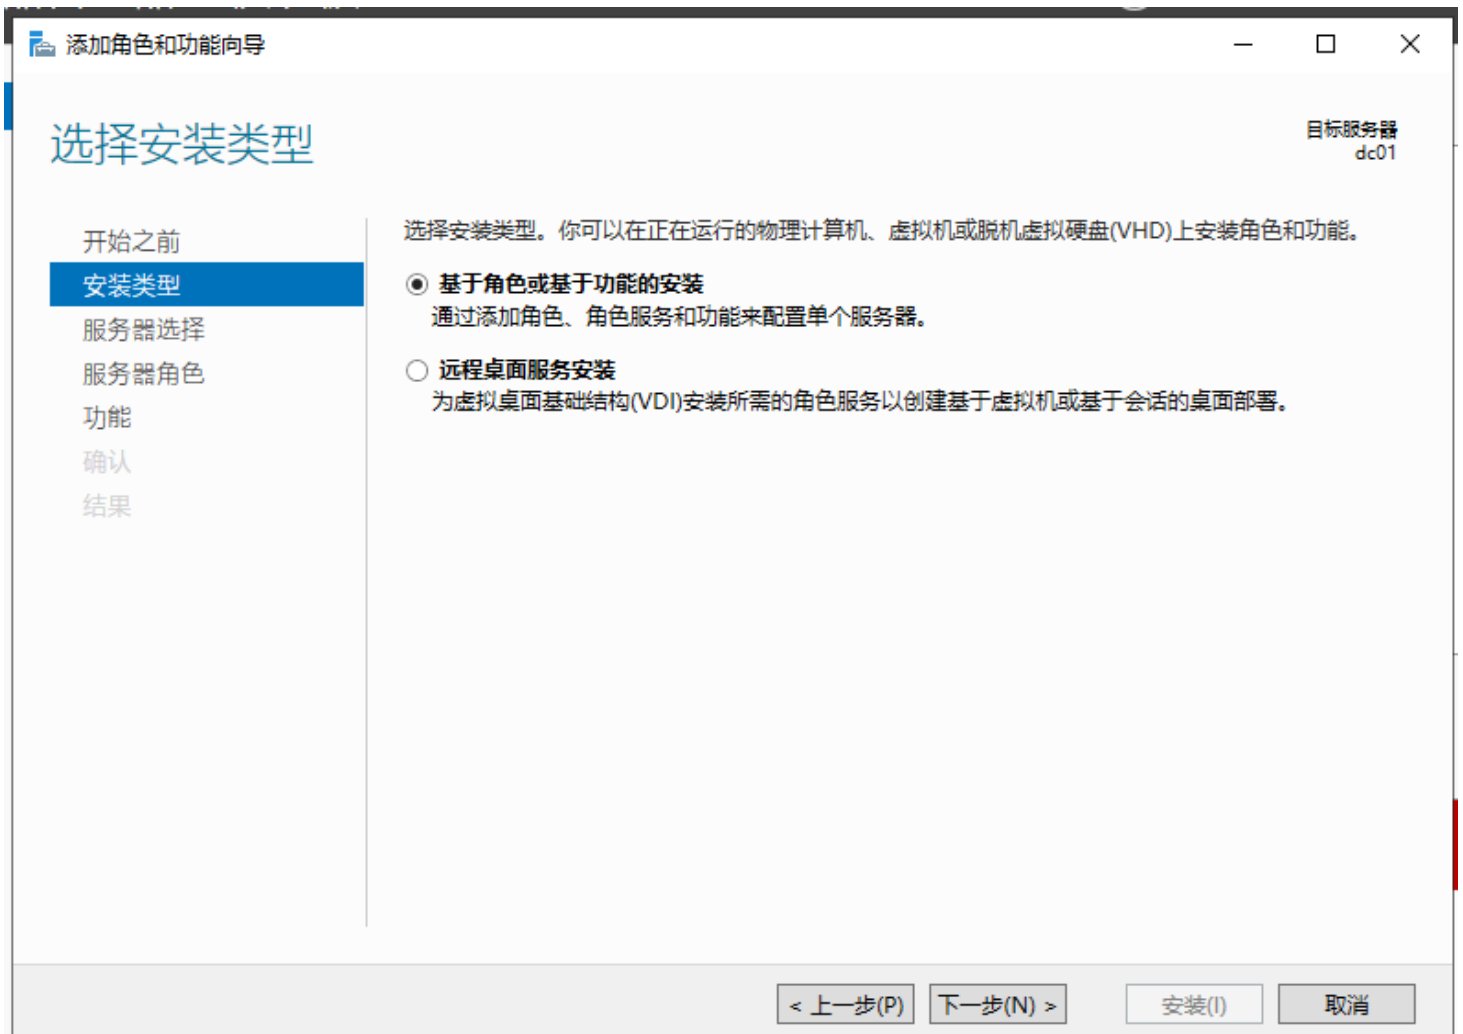 添加角色和功能向导
选择安装类型
目标服务器
dc01
开始之前
安装类型
服务器选择
服务器角色
功能
确认
结果
选择安装类型。你可以在正在运行的物理计算机、虚拟机或脱机虚拟硬盘(VHD)上安装角色和功能。
基于角色或基于功能的安装
通过添加角色、角色服务和功能来配置单个服务器。
远程桌面服务安装
为虚拟桌面基础结构(VDI)安装所需的角色服务以创建基于虚拟机或基于会话的桌面部署。
< 上一步(P)
下一步(N) >
安装(I)
取消